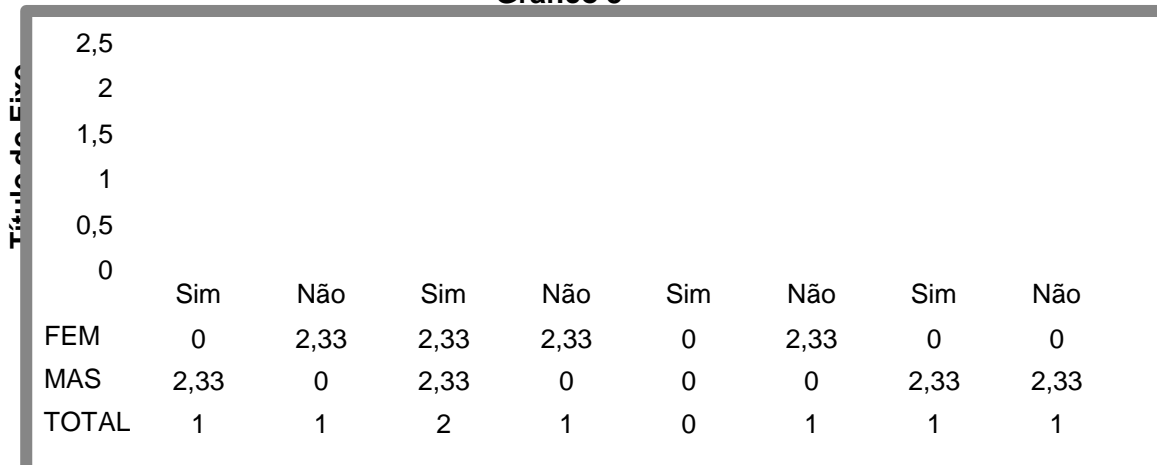 2,5
2
1,5
1
0,5
0
Sim Não Sim Não Sim Não Sim Não
FEM 0 2,33 2,33 2,33 0 2,33 0 0
MAS 2,33 0 2,33 0 0 0 2,33 2,33
TOTAL 1 1 2 1 0 1 1 1